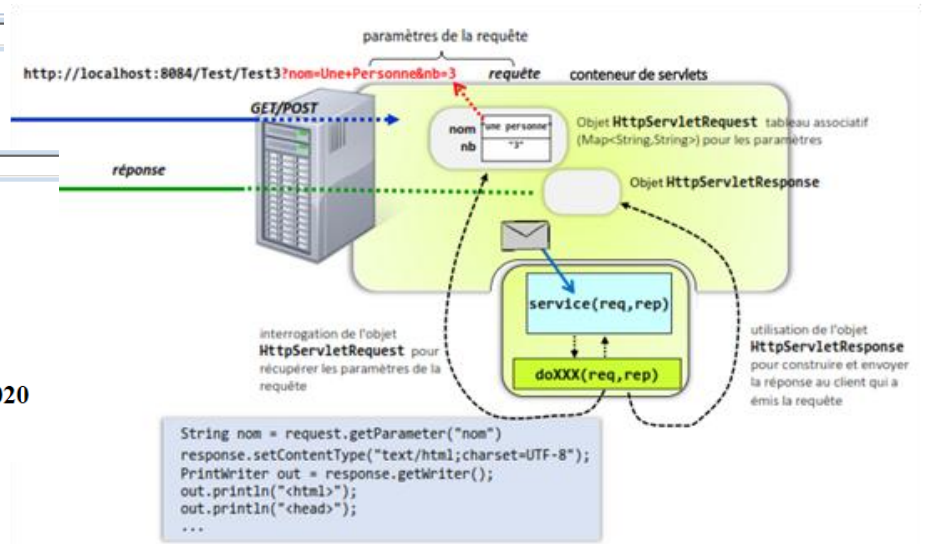 paramètres de la requête
http://localhost:8084/Test/Test3?nom=Une+Personne&nb=3
requête
conteneur de servlets
GET/POST
nom
"une personne"
nb
"3"
Objet HttpServletRequest tableau associatif
(Map<String,String>) pour les paramètres
réponse
Objet HttpServletResponse
service(req,rep)
interrogation de l'objet
HttpServletRequest pour
récupérer les paramètres de la
requête
utilisation de l'objet
HttpServletResponse
pour construire et envoyer
la réponse au client qui a
émis la requête
doXXX(req,rep)
020
String nom = request.getParameter("nom")
response.setContentType("text/html;charset=UTF-8");
PrintWriter out = response.getWriter();
out.println("<html>");
out.println("<head>");
...